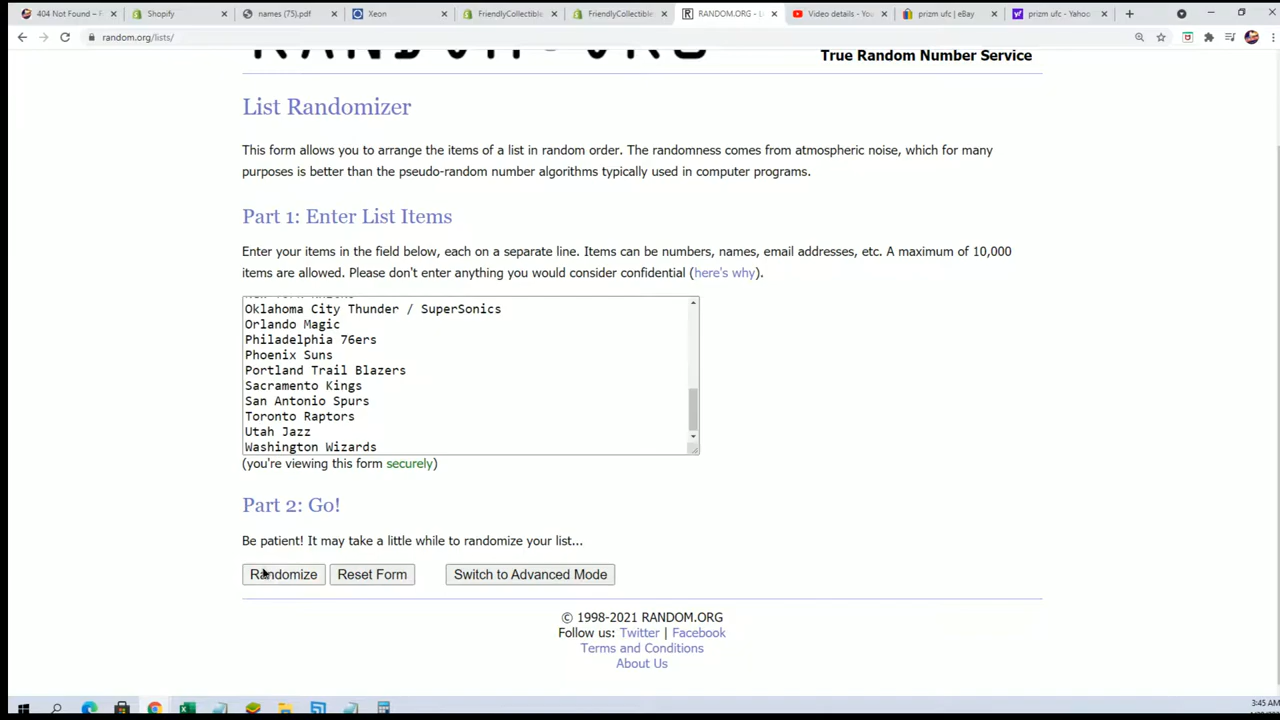 404 Not Found – F
Shopify
names (75).pdf
Xeon
FriendlyCollectible
FriendlyCollectible
RANDOM.ORG - L
Video details - You
prizm ufc | eBay
prizm ufc - Yahoo
random.org/lists/
RANDOM.ORG
True Random Number Service
List Randomizer
This form allows you to arrange the items of a list in random order. The randomness comes from atmospheric noise, which for many
purposes is better than the pseudo-random number algorithms typically used in computer programs.
Part 1: Enter List Items
Enter your items in the field below, each on a separate line. Items can be numbers, names, email addresses, etc. A maximum of 10,000
items are allowed. Please don't enter anything you would consider confidential (here's why).
Oklahoma City Thunder / SuperSonics
Orlando Magic
Philadelphia 76ers
Phoenix Suns
Portland Trail Blazers
Sacramento Kings
San Antonio Spurs
Toronto Raptors
Utah Jazz
Washington Wizards
(you're viewing this form securely)
Part 2: Go!
Be patient! It may take a little while to randomize your list...
Randomize
Reset Form
Switch to Advanced Mode
© 1998-2021 RANDOM.ORG
Follow us: Twitter | Facebook
Terms and Conditions
About Us
3:45 AM